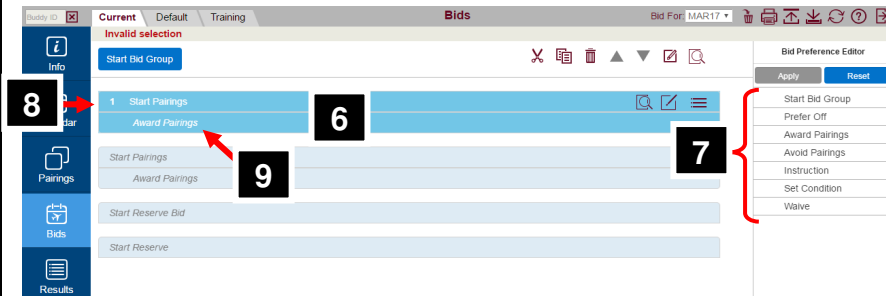 Buddy ID
Current Default Training
Bids
Bid For: MAR17
Invalid selection
Info
Start Bid Group
8
dar
1 Start Pairings
Award Pairings
6
9
7
Start Pairings
Award Pairings
Start Reserve Bid
Start Reserve
Pairings
Bids
Results
Bid Preference Editor
Apply Reset
Start Bid Group
Prefer Off
Award Pairings
Avoid Pairings
Instruction
Set Condition
Waive